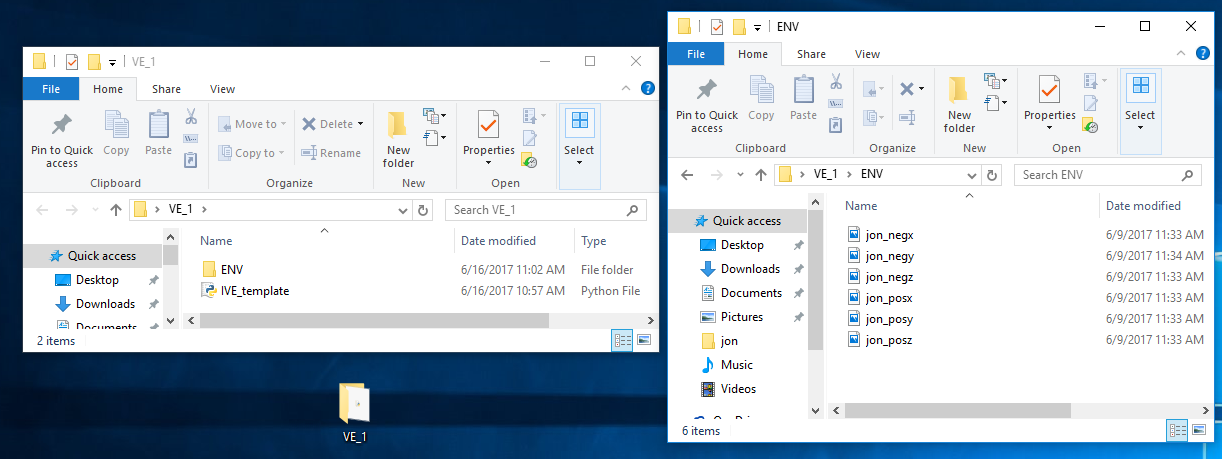 VE_1
File Home Share View
Pin to Quick access Copy Paste
Move to Copy to
Delete Rename
New folder
Properties
Select
Clipboard Organize New Open
VE_1
Search VE_1
Quick access
Desktop
Downloads
Documents
Name Date modified Type
ENV 6/16/2017 11:02 AM File folder
IVE_template 6/16/2017 10:57 AM Python File
2 items
VE_1
ENV
File Home Share View
Pin to Quick access Copy Paste
New folder
Properties
Select
Clipboard Organize New Open
VE_1 ENV
Search ENV
Quick access
Desktop
Downloads
Documents
Pictures
jon
Music
Videos
Name Date modified
jon_negx 6/9/2017 11:33 AM
jon_negy 6/9/2017 11:34 AM
jon_negz 6/9/2017 11:33 AM
jon_posx 6/9/2017 11:33 AM
jon_posy 6/9/2017 11:33 AM
jon_posz 6/9/2017 11:33 AM
6 items